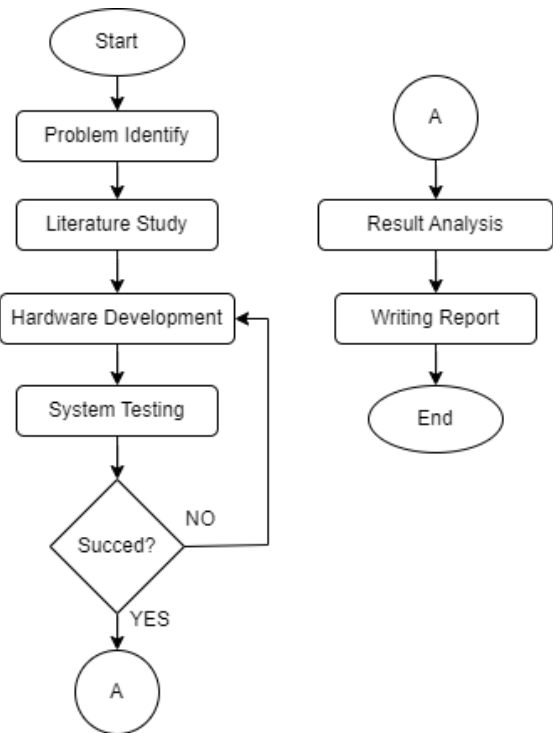 Start
Problem Identify
Literature Study
Hardware Development
System Testing
Succed?
NO
YES
A
A
Result Analysis
Writing Report
End